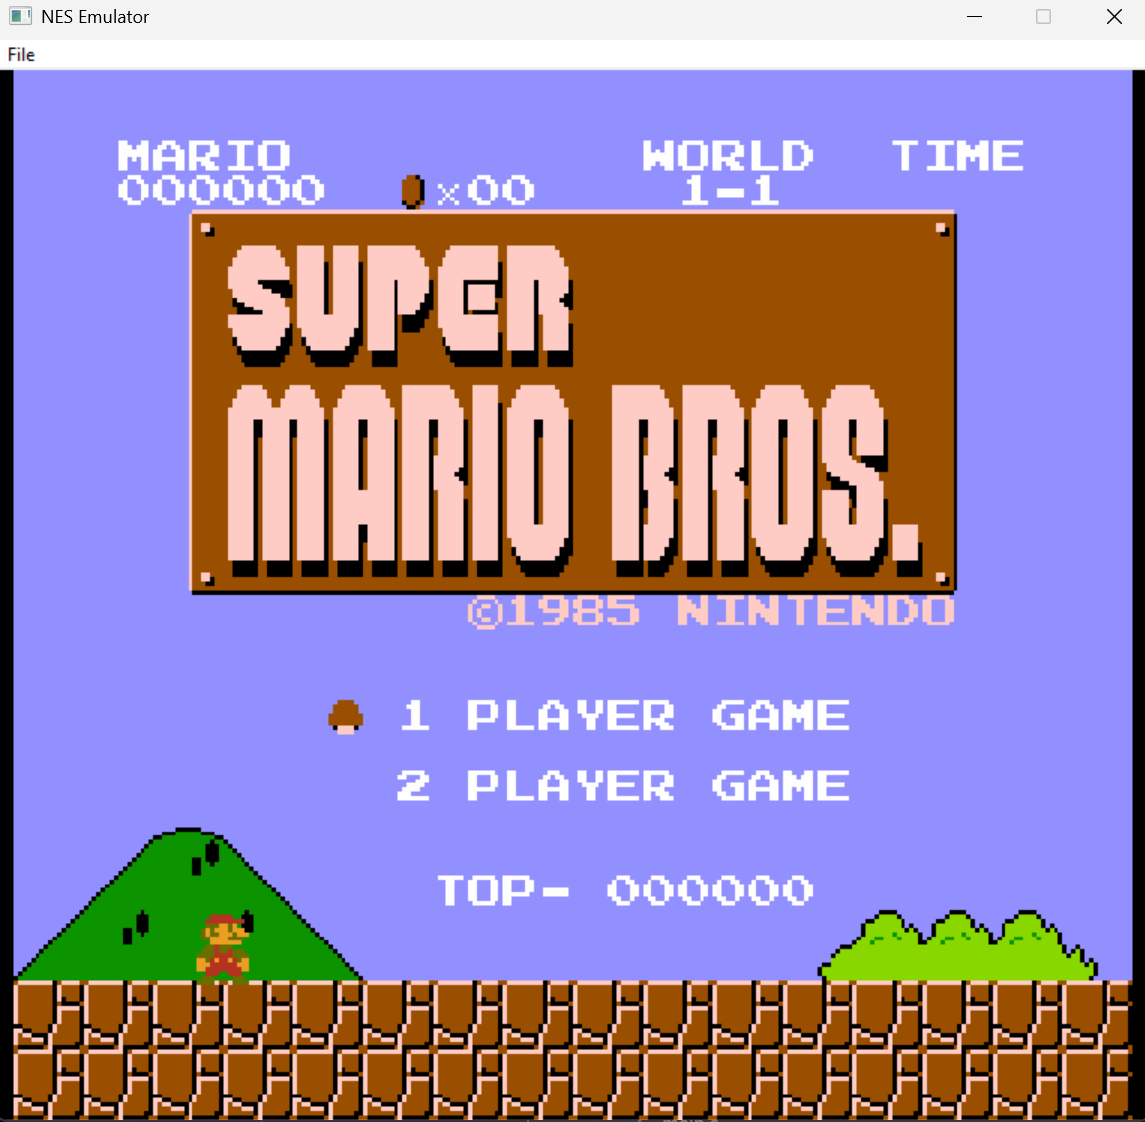 NES Emulator
File
MARIO WORLD TIME
000000 x00 1-1
SUPER
MARIO BROS.
©1985 NINTENDO
1 PLAYER GAME
2 PLAYER GAME
TOP- 000000